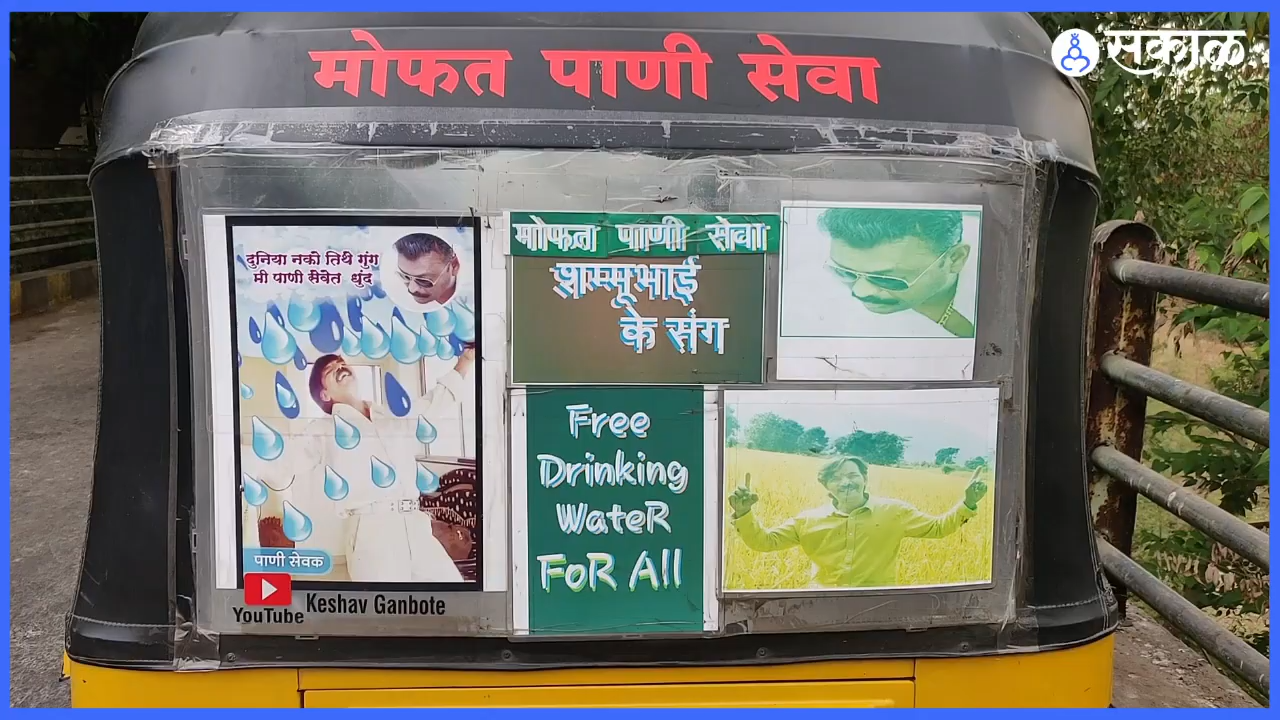 सकाळ
मोफत पाणी सेवा
दुनिया नको तिथे गुंग
मी पाणी सेवेत धुंद
पाणी सेवक
YouTube Keshav Ganbote
मोफत पाणी सेवा
शम्मूभाई
के संग
Free
Drinking
WateR
FoR All